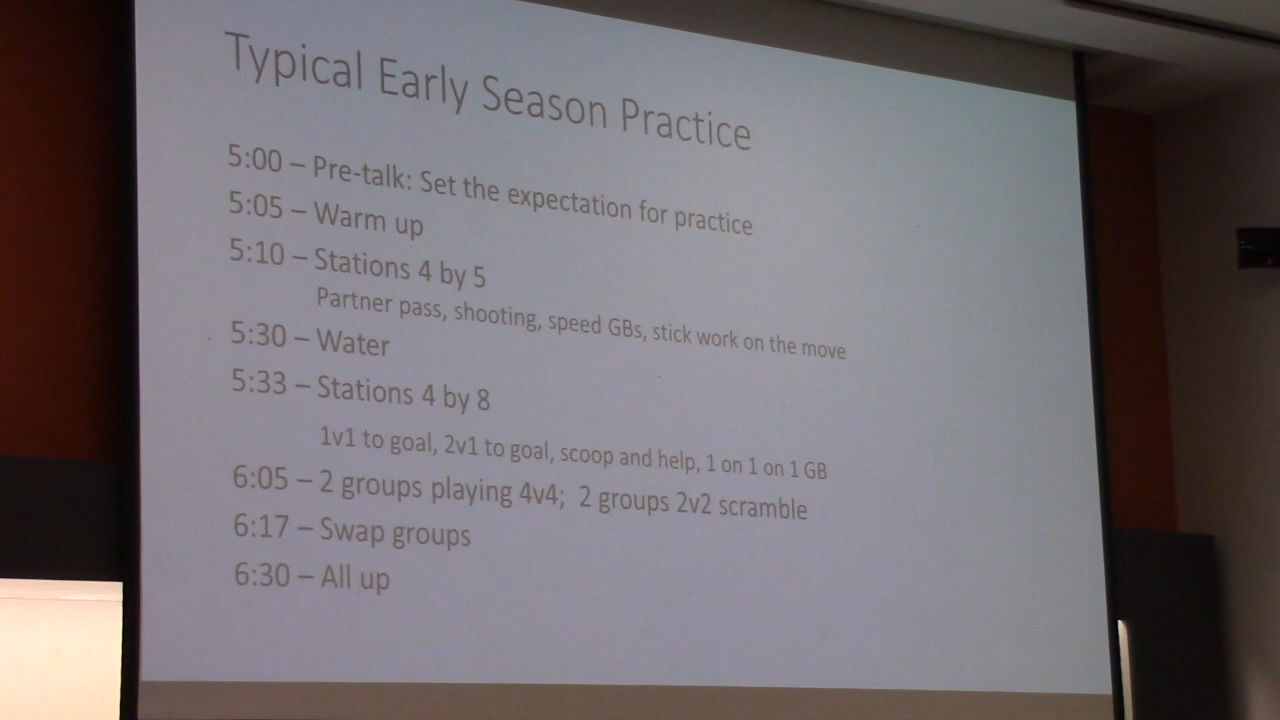 Typical Early Season Practice
5:00 – Pre-talk: Set the expectation for practice
5:05 – Warm up
5:10 – Stations 4 by 5
Partner pass, shooting, speed GBs, stick work on the move
5:30 – Water
5:33 – Stations 4 by 8
1v1 to goal, 2v1 to goal, scoop and help, 1 on 1 on 1 GB
6:05 – 2 groups playing 4v4;  2 groups 2v2 scramble
6:17 – Swap groups
6:30 – All up